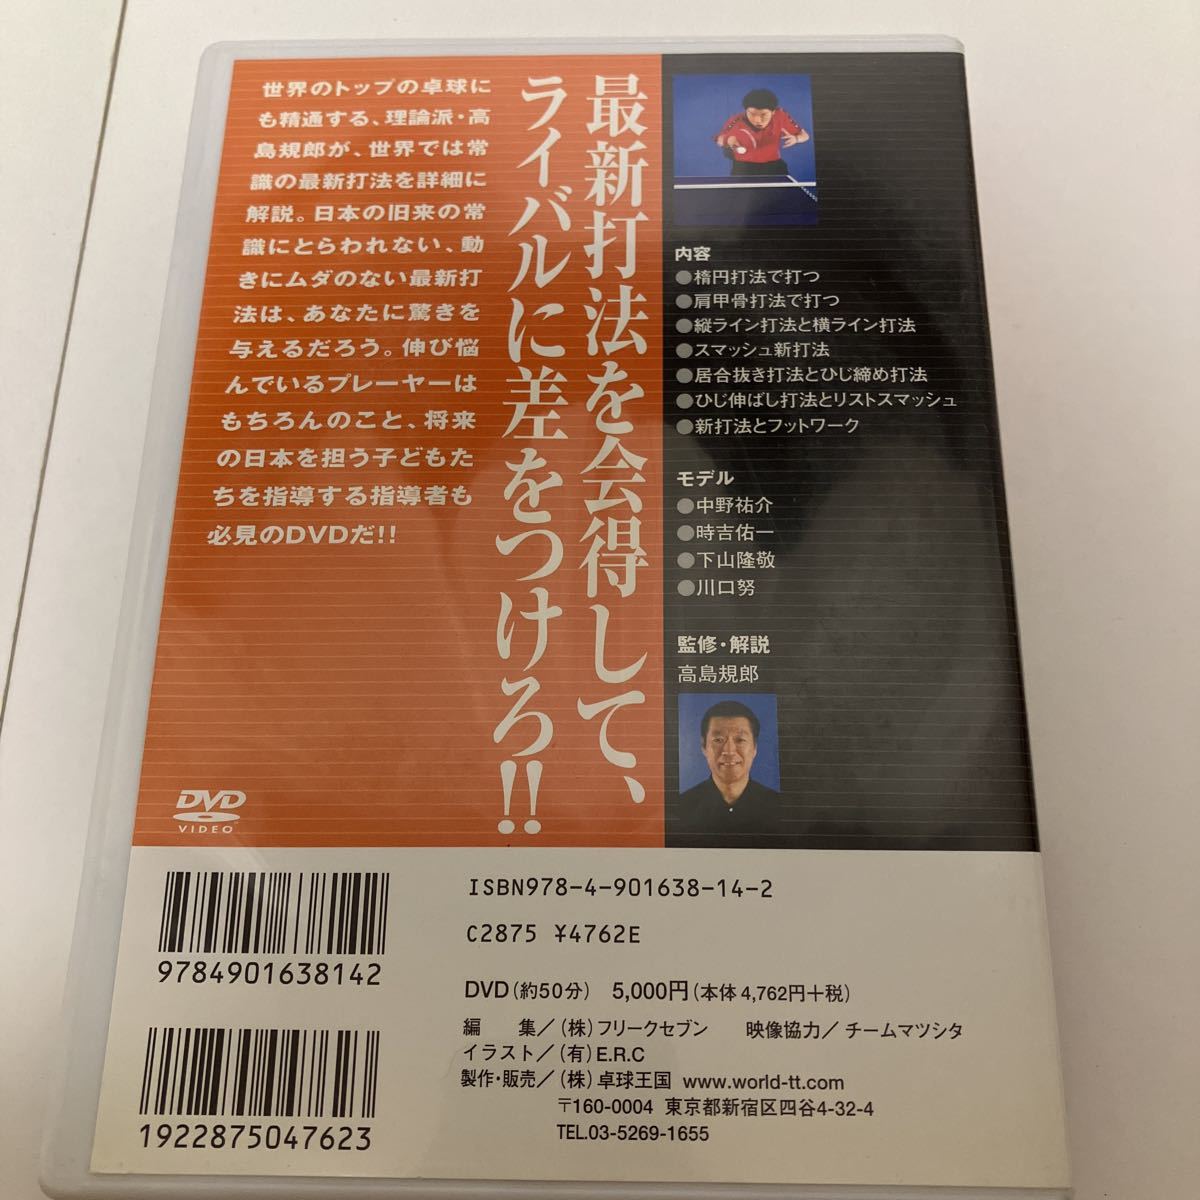 最新打法を会得して、
ライバルに差をつけろ!!
世界のトップの卓球に
も精通する、理論派・高
島規郎が、世界では常
識の最新打法を詳細に
解説。日本の旧来の常
識にとらわれない、動
きにムダのない最新打
法は、あなたに驚きを
与えるだろう。伸び悩
んでいるプレーヤーは
もちろんのこと、将来
の日本を担う子どもた
ちを指導する指導者も
必見のDVDだ!!
内容
●楕円打法で打つ
●肩甲骨打法で打つ
●縦ライン打法と横ライン打法
●スマッシュ新打法
●居合抜き打法とひじ締め打法
●ひじ伸ばし打法とリストスマッシュ
●新打法とフットワーク
モデル
●中野祐介
●時吉佑一
●下山隆敬
●川口努
監修・解説
高島規郎
DVD
VIDEO
9784901638142
1922875047623
ISBN978-4-901638-14-2
C2875 ¥4762E
DVD(約50分) 5,000円(本体4,762円+税)
編 集/(株)フリークセブン 映像協力/チームマツシタ
イラスト/(有)E.R.C
製作・販売/(株)卓球王国 www.world-tt.com
〒160-0004 東京都新宿区四谷4-32-4
TEL.03-5269-1655